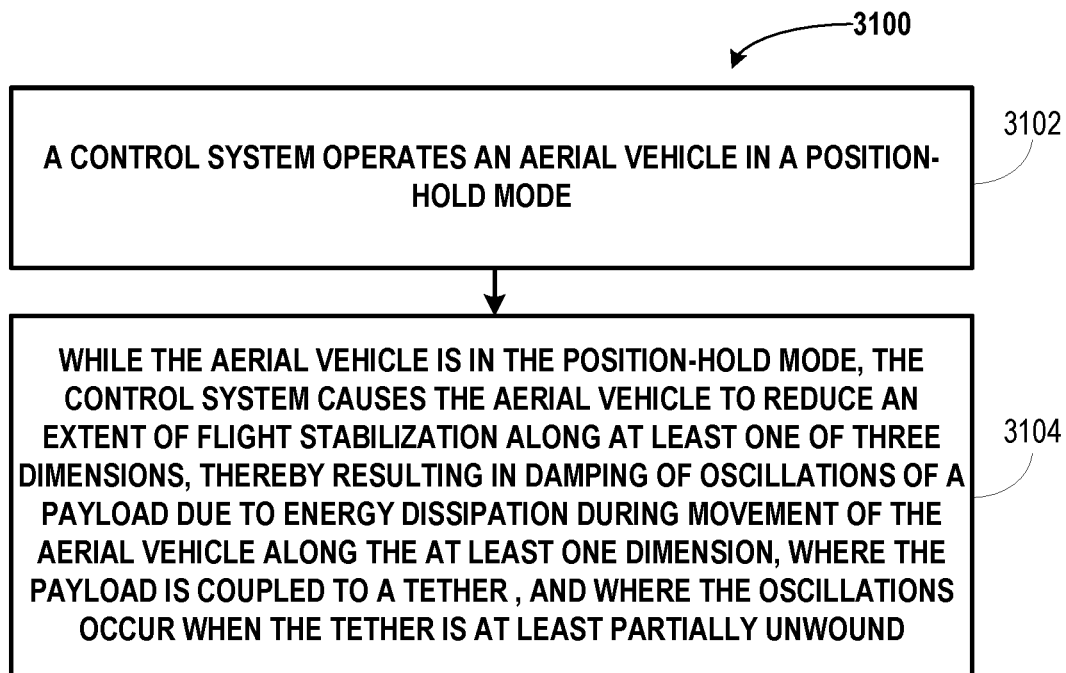 3100
A CONTROL SYSTEM OPERATES AN AERIAL VEHICLE IN A POSITION-
HOLD MODE
3102
WHILE THE AERIAL VEHICLE IS IN THE POSITION-HOLD MODE, THE
CONTROL SYSTEM CAUSES THE AERIAL VEHICLE TO REDUCE AN
EXTENT OF FLIGHT STABILIZATION ALONG AT LEAST ONE OF THREE
DIMENSIONS, THEREBY RESULTING IN DAMPING OF OSCILLATIONS OF A
PAYLOAD DUE TO ENERGY DISSIPATION DURING MOVEMENT OF THE
AERIAL VEHICLE ALONG THE AT LEAST ONE DIMENSION, WHERE THE
PAYLOAD IS COUPLED TO A TETHER , AND WHERE THE OSCILLATIONS
OCCUR WHEN THE TETHER IS AT LEAST PARTIALLY UNWOUND
3104